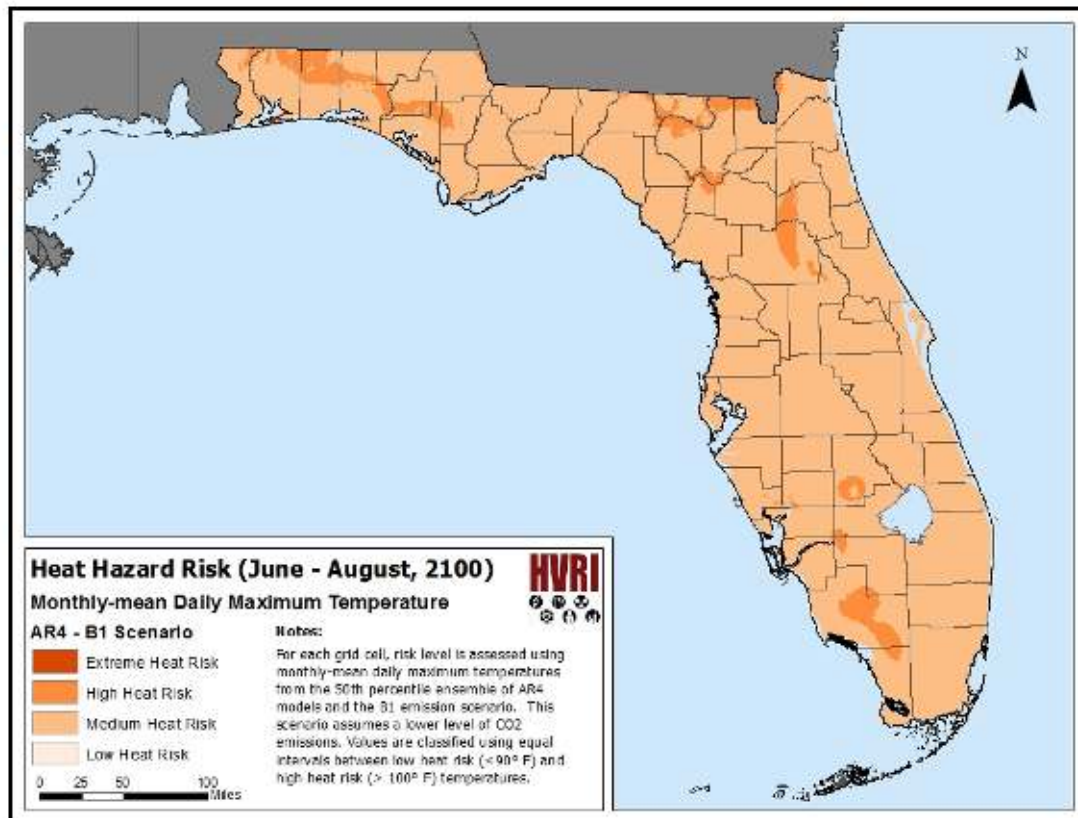 N
Heat Hazard Risk (June - August, 2100)
Monthly-mean Daily Maximum Temperature
HVRI
AR4 - B1 Scenario
Extreme Heat Risk
High Heat Risk
Medium Heat Risk
Low Heat Risk
0 25 50 100
Miles
Notes:
For each grid cell, risk level is assessed using
monthly-mean daily maximum temperatures
from the 50th percentile ensemble of AR4
models and the B1 emission scenario. This
scenario assumes a lower level of CO2
emissions. Values are classified using equal
intervals between low heat risk (<90° F) and
high heat risk (> 100° F) temperatures.